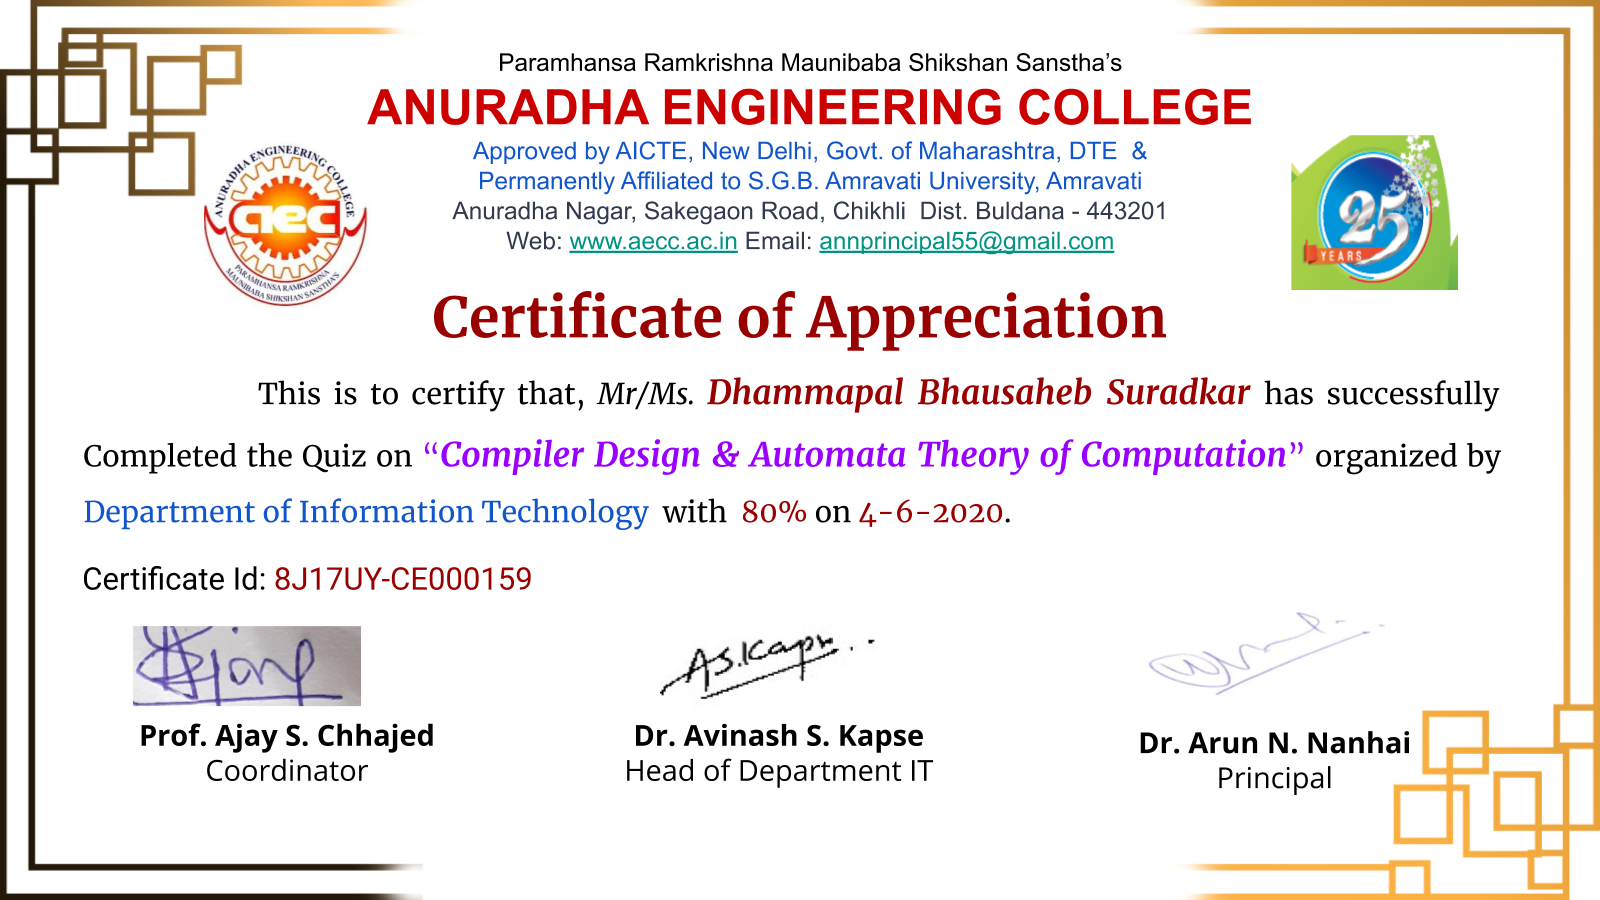 Paramhansa Ramkrishna Maunibaba Shikshan Sanstha's
ANURADHA ENGINEERING COLLEGE
Approved by AICTE, New Delhi, Govt. of Maharashtra, DTE &
Permanently Affiliated to S.G.B. Amravati University, Amravati
Anuradha Nagar, Sakegaon Road, Chikhli Dist. Buldana - 443201
Web: www.aecc.ac.in Email: annprincipal55@gmail.com
ANURADHA ENGINEERING COLLEGE
aec
PARAMHANSA RAMKRISHNA
MAUNIBABA SHIKSHAN SANSTHA'S
25
YEARS
Certificate of Appreciation
This is to certify that, Mr/Ms. Dhammapal Bhausaheb Suradkar has successfully
Completed the Quiz on “Compiler Design & Automata Theory of Computation” organized by
Department of Information Technology with 80% on 4-6-2020.
Certificate Id: 8J17UY-CE000159
A.S.Kapse
Prof. Ajay S. Chhajed
Coordinator
Dr. Avinash S. Kapse
Head of Department IT
Dr. Arun N. Nanhai
Principal